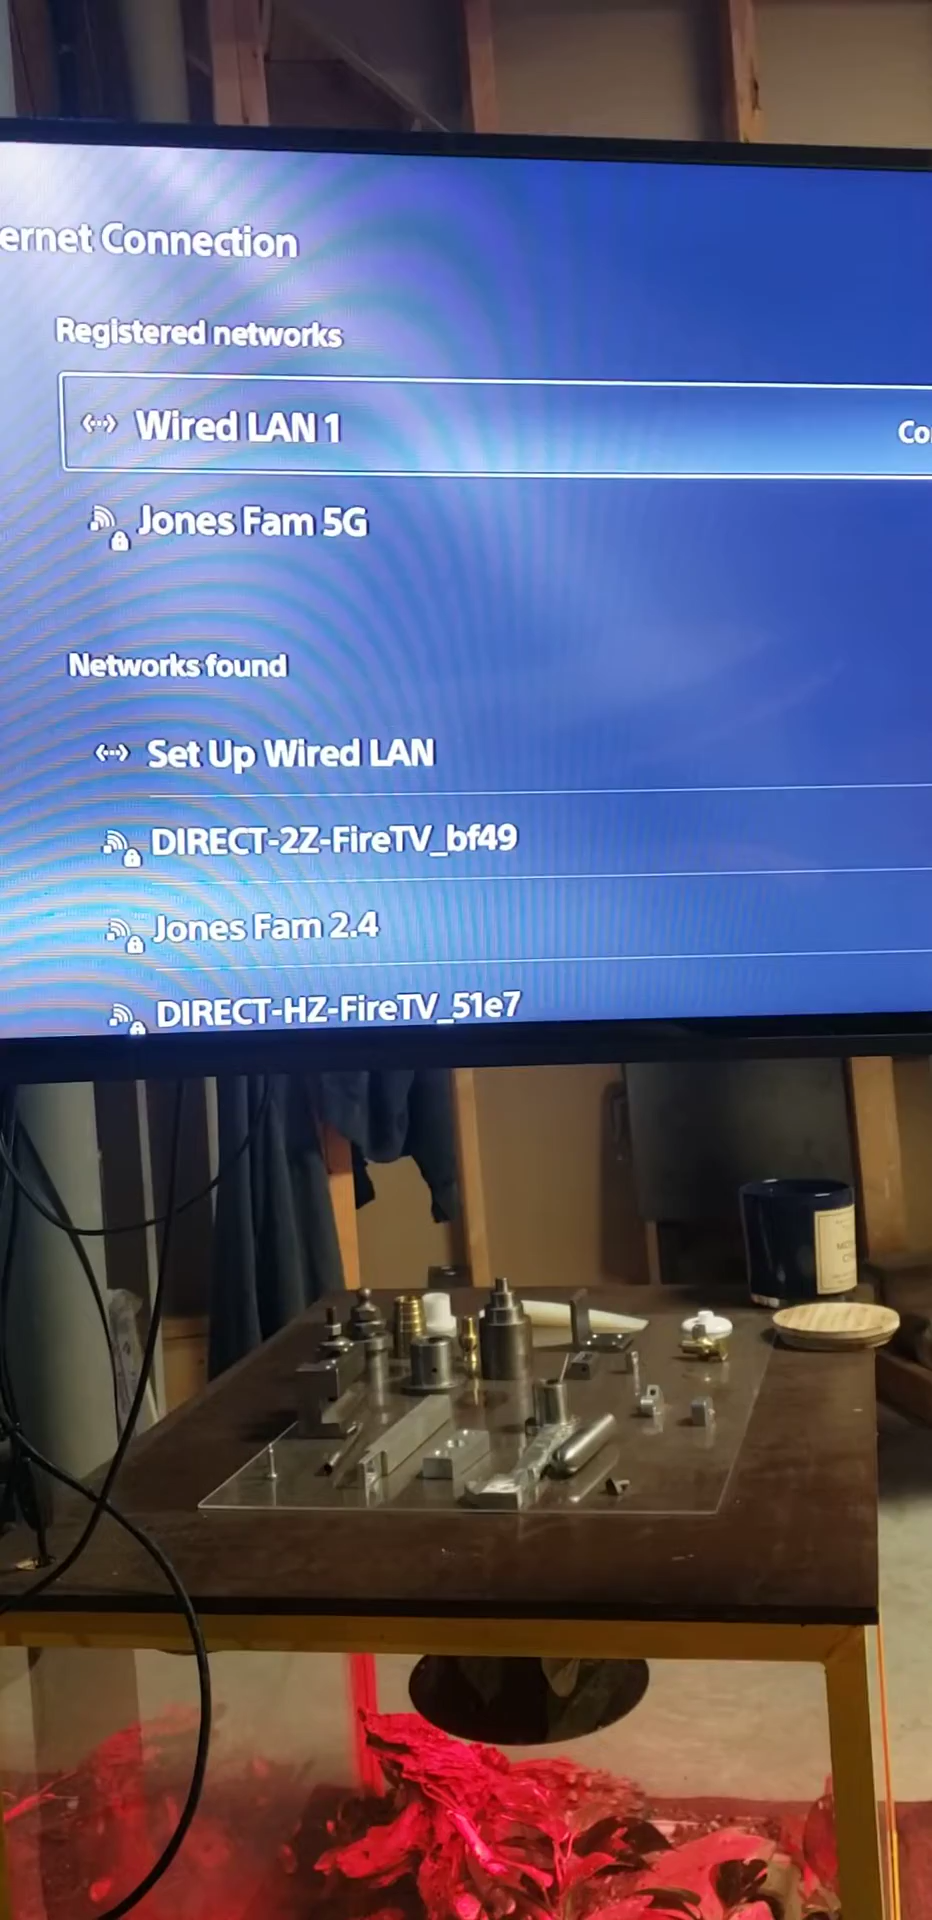 ernet Connection
Registered networks
Wired LAN 1
Jones Fam 5G
Networks found
Set Up Wired LAN
DIRECT-2Z-FireTV_bf49
Jones Fam 2.4
DIRECT-HZ-FireTV_51e7